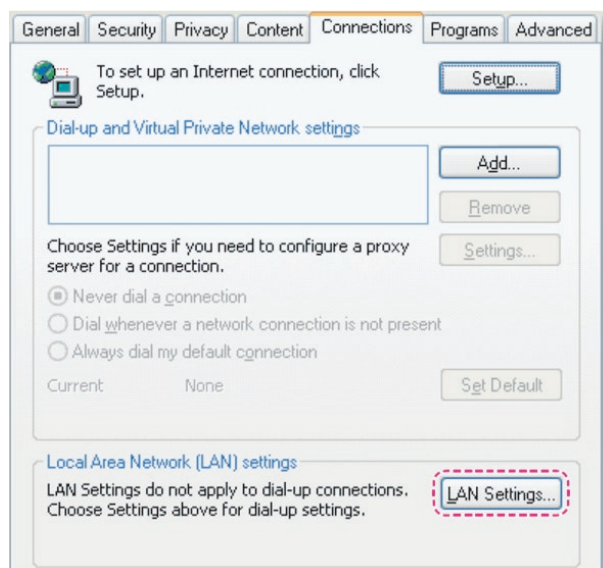 General Security Privacy Content Connections Programs Advanced
To set up an Internet connection, click
Setup.
Setup...
Dial-up and Virtual Private Network settings
Add...
Remove
Choose Settings if you need to configure a proxy
server for a connection.
Settings...
Never dial a connection
Dial whenever a network connection is not present
Always dial my default connection
Current None
Set Default
Local Area Network (LAN) settings
LAN Settings do not apply to dial-up connections.
Choose Settings above for dial-up settings.
LAN Settings...